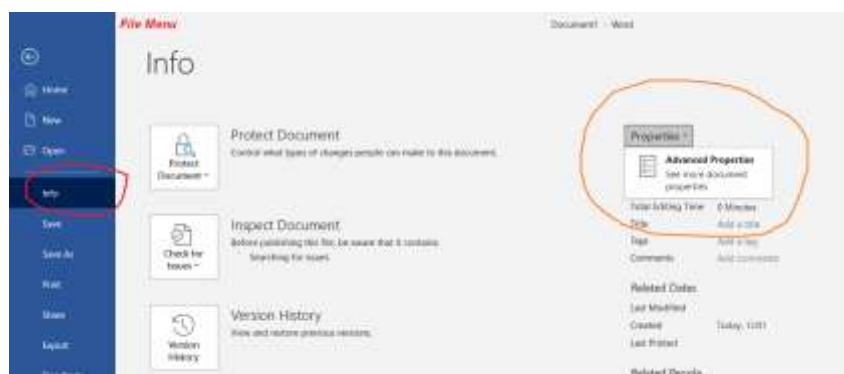 File Menu
Document1 - Word
Info
Home
New
Open
Info
Save
Save As
Print
Share
Export
Protect Document
Control what types of changes people can make to this document.
Protect
Document
Inspect Document
Before publishing this file, be aware that it contains:
Searching for issues
Check for
Issues
Version History
View and restore previous versions.
Version
History
Properties
Advanced Properties
See more document
properties
Total Editing Time 0 Minutes
Title Add a title
Tags Add a tag
Comments Add comments
Related Dates
Last Modified
Created Today,
Last Printed
Related People